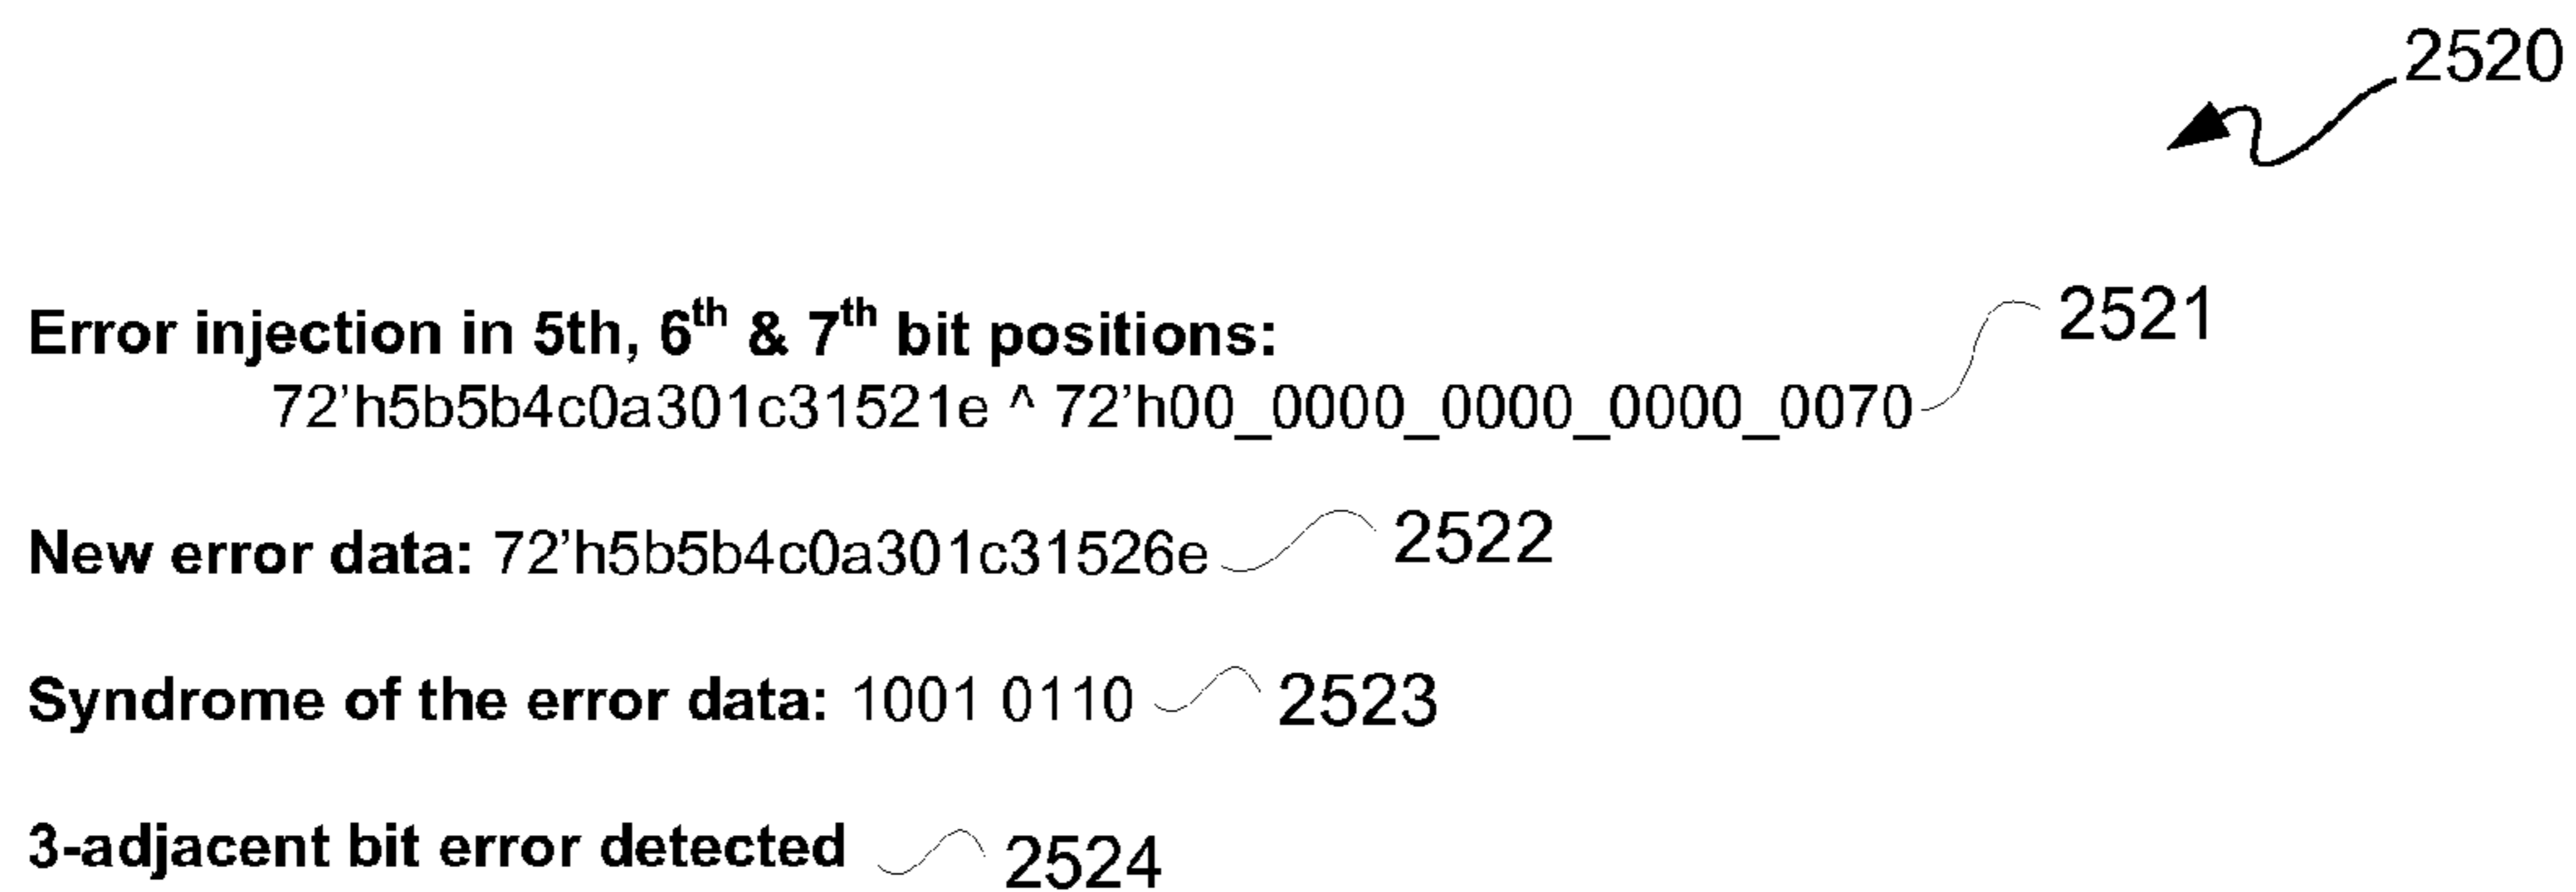 2520
Error injection in 5th, 6th & 7th bit positions:
2521
72'h5b5b4c0a301c31521e ^ 72'h00_0000_0000_0000_0070
New error data: 72'h5b5b4c0a301c31526e 2522
Syndrome of the error data: 1001 0110 2523
3-adjacent bit error detected 2524